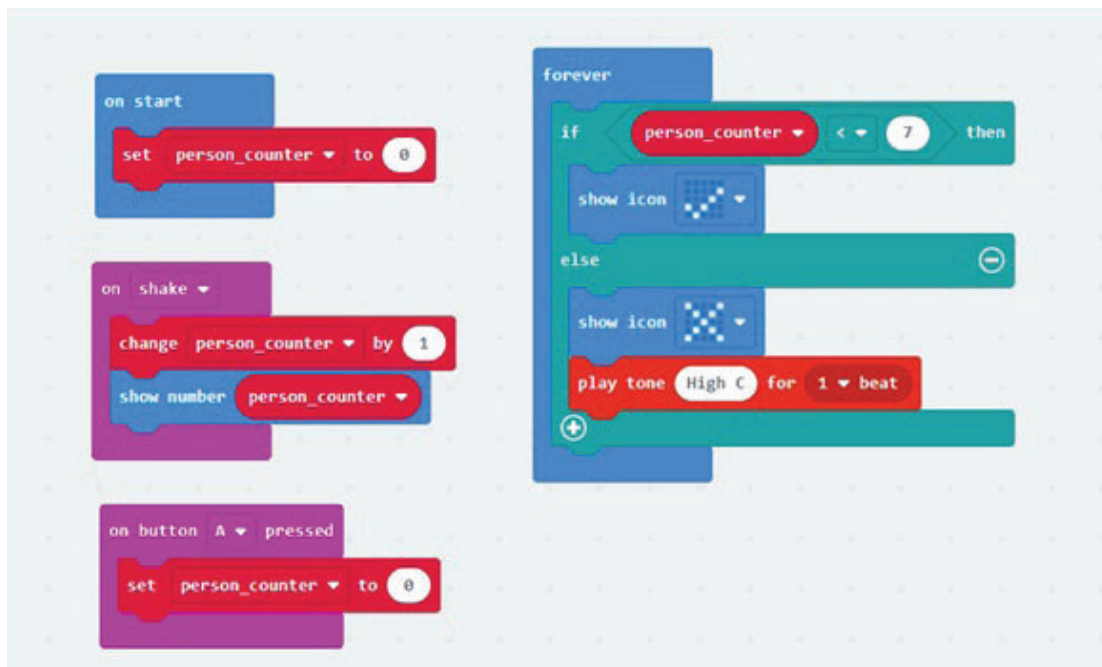 on start
set person_counter to 0
on shake
change person_counter by 1
show number person_counter
on button A pressed
set person_counter to 0
forever
if person_counter < 7 then
show icon
else
show icon
play tone High C for 1 beat